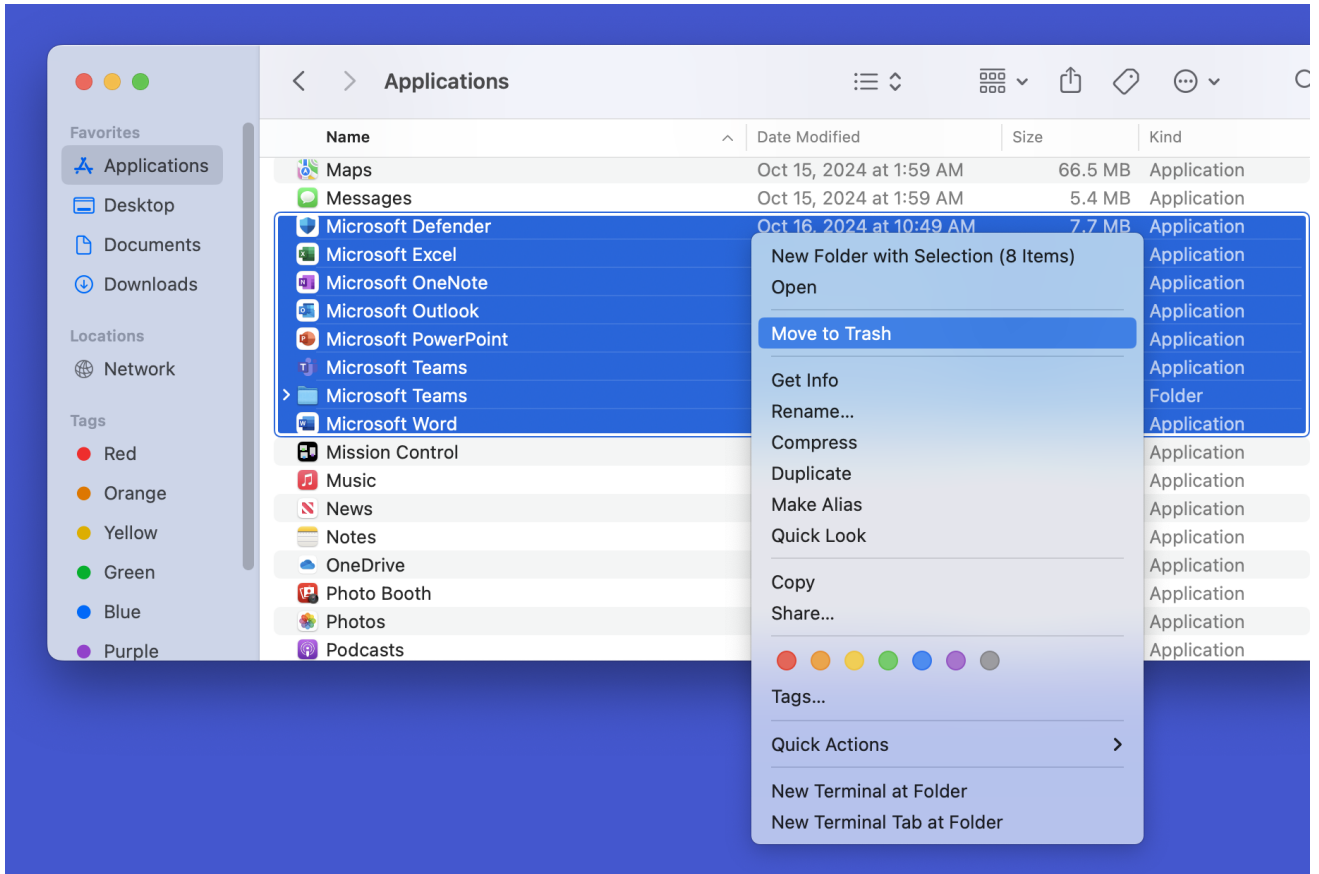 Applications
Favorites
Applications
Desktop
Documents
Downloads
Locations
Network
Tags
Red
Orange
Yellow
Green
Blue
Purple
Name Date Modified Size Kind
Maps Oct 15, 2024 at 1:59 AM 66.5 MB Application
Messages Oct 15, 2024 at 1:59 AM 5.4 MB Application
Microsoft Defender Oct 16, 2024 at 10:49 AM 7.7 MB Application
Microsoft Excel Application
Microsoft OneNote Application
Microsoft Outlook Application
Microsoft PowerPoint Application
Microsoft Teams Application
Microsoft Teams Folder
Microsoft Word Application
Mission Control Application
Music Application
News Application
Notes Application
OneDrive Application
Photo Booth Application
Photos Application
Podcasts Application
New Folder with Selection (8 Items)
Open
Move to Trash
Get Info
Rename...
Compress
Duplicate
Make Alias
Quick Look
Copy
Share...
Tags...
Quick Actions
New Terminal at Folder
New Terminal Tab at Folder